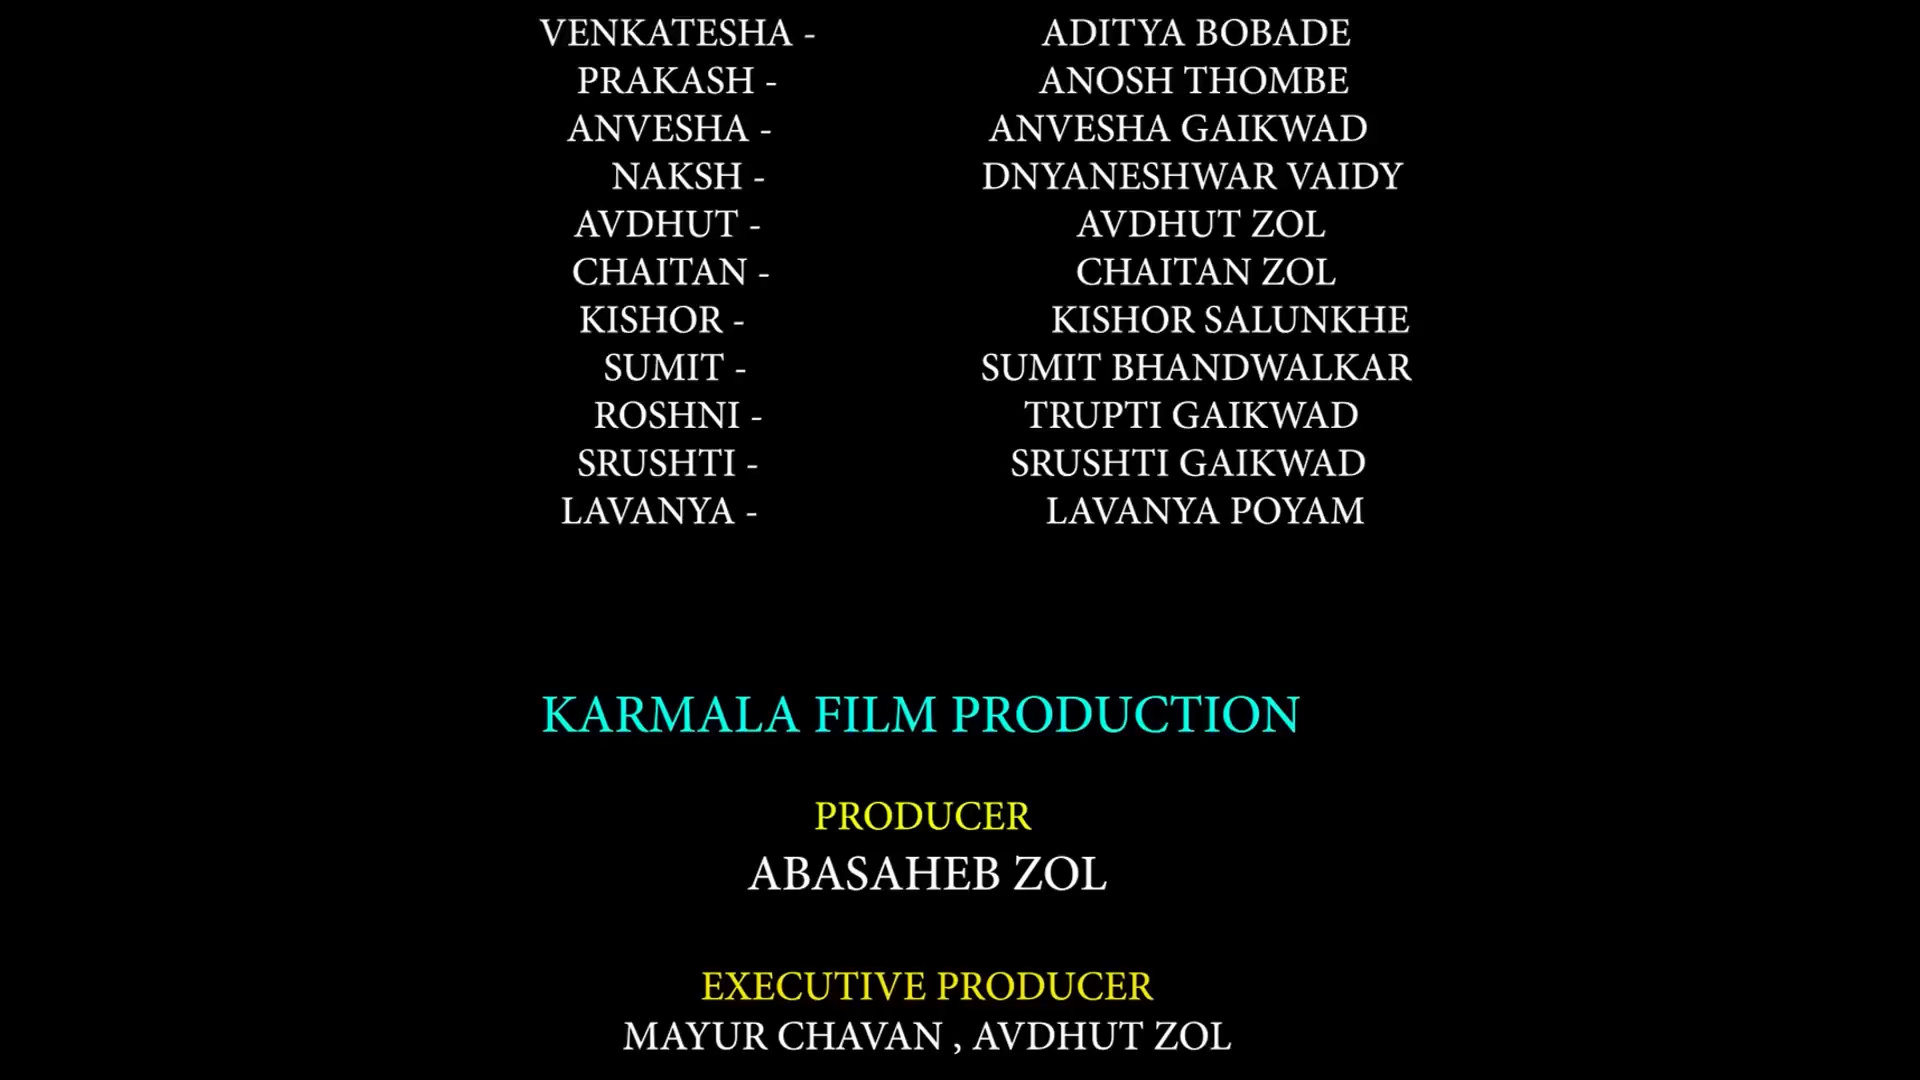 VENKATESHA - ADITYA BOBADE
PRAKASH - ANOSH THOMBE
ANVESHA - ANVESHA GAIKWAD
NAKSH - DNYANESHWAR VAIDY
AVDHUT - AVDHUT ZOL
CHAITAN - CHAITAN ZOL
KISHOR - KISHOR SALUNKHE
SUMIT - SUMIT BHANDWALKAR
ROSHNI - TRUPTI GAIKWAD
SRUSHTI - SRUSHTI GAIKWAD
LAVANYA - LAVANYA POYAM
KARMALA FILM PRODUCTION
PRODUCER
ABASAHEB ZOL
EXECUTIVE PRODUCER
MAYUR CHAVAN , AVDHUT ZOL